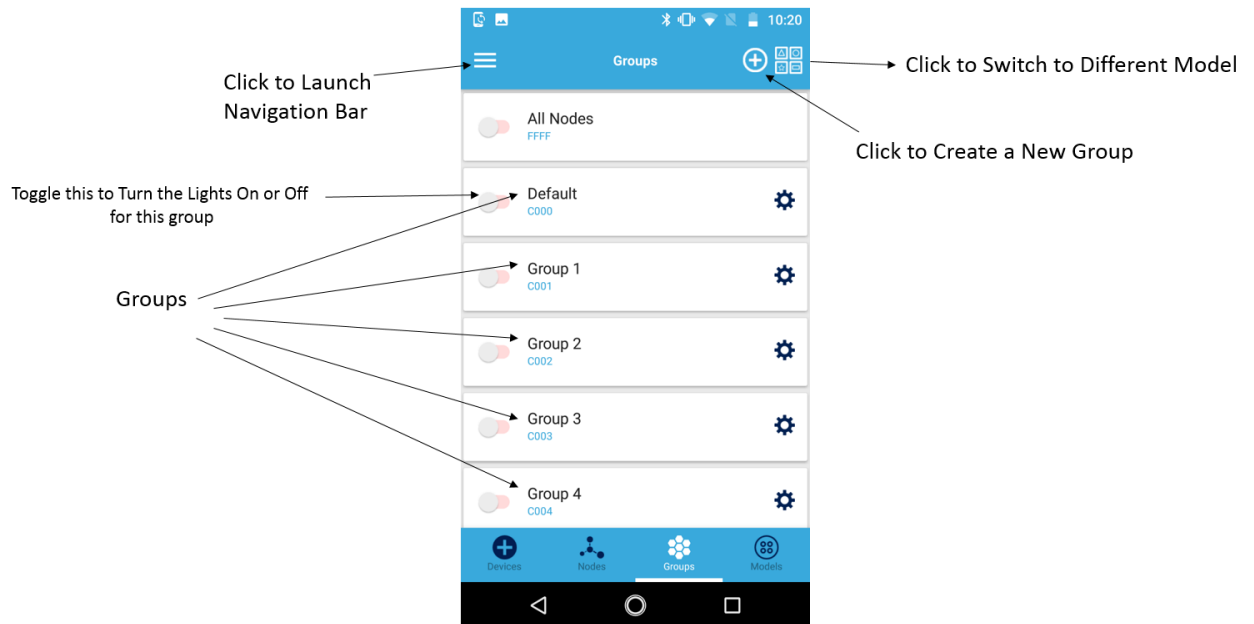 10:20
Groups
Click to Launch
Navigation Bar
Click to Switch to Different Model
Click to Create a New Group
All Nodes
FFFF
Toggle this to Turn the Lights On or Off
for this group
Default
C000
Groups
Group 1
C001
Group 2
C002
Group 3
C003
Group 4
C004
Devices
Nodes
Groups
Models